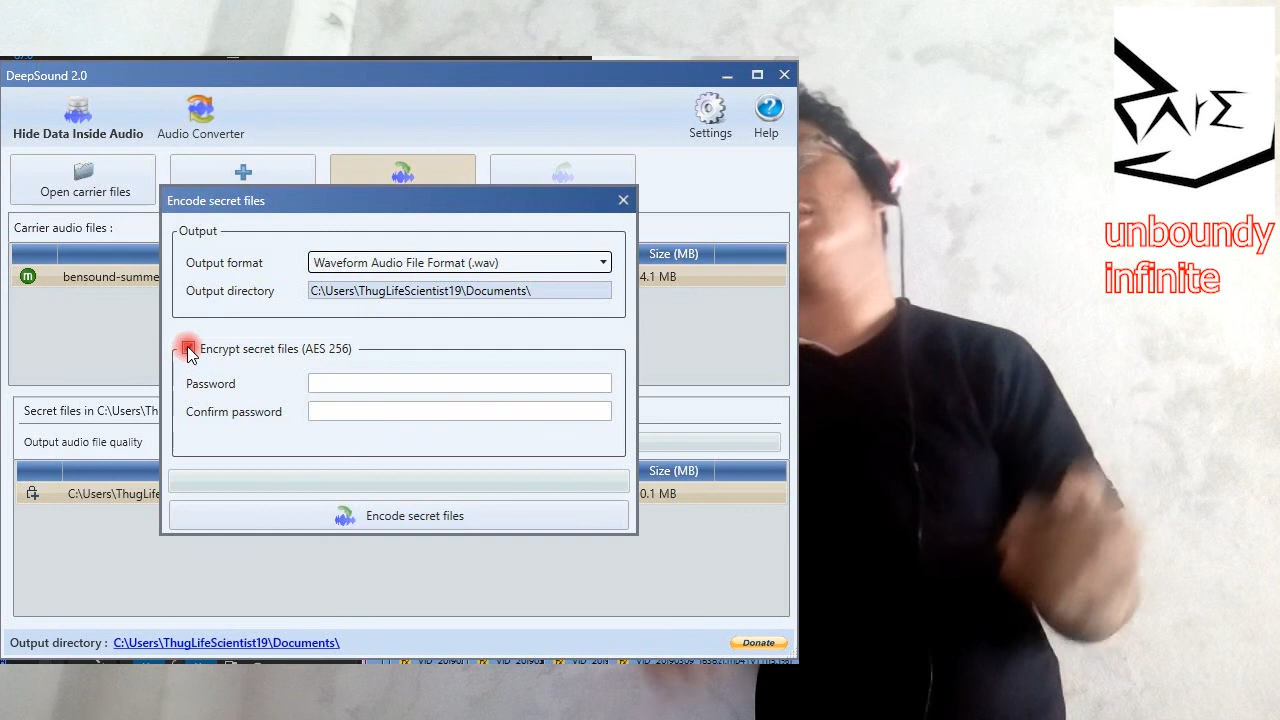 DeepSound 2.0
Hide Data Inside Audio
Audio Converter
Settings
Help
Open carrier files
Encode secret files
Carrier audio files :
Output
Size (MB)
Output format
Waveform Audio File Format (.wav)
bensound-summe
4.1 MB
Output directory
C:\Users\ThugLifeScientist19\Documents\
Encrypt secret files (AES 256)
Password
Confirm password
Secret files in C:\Users\Th
Output audio file quality
Size (MB)
C:\Users\ThugLife
0.1 MB
Encode secret files
Output directory : C:\Users\ThugLifeScientist19\Documents\
Donate
unboundy
infinite